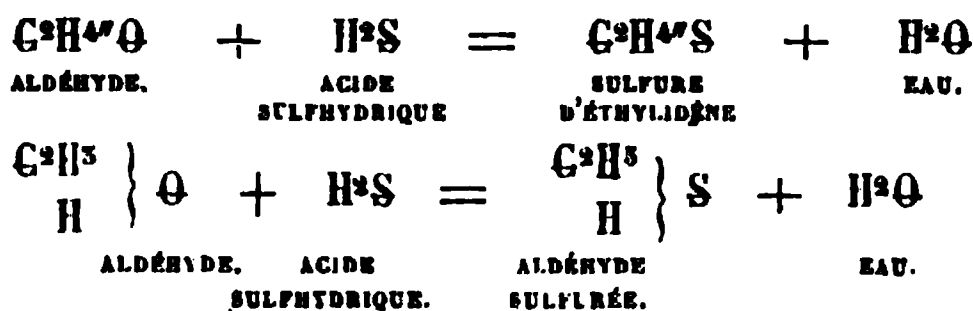 C²H⁴″O + H²S = C²H⁴″S + H²O
ALDÉHYDE. ACIDE SULFURE EAU.
SULFHYDRIQUE D'ÉTHYLIDÈNE
C²H³ C²H³
} O + H²S = } S + H²O
H H
ALDÉHYDE. ACIDE ALDÉHYDE EAU.
SULFHYDRIQUE. SULFURÉE.